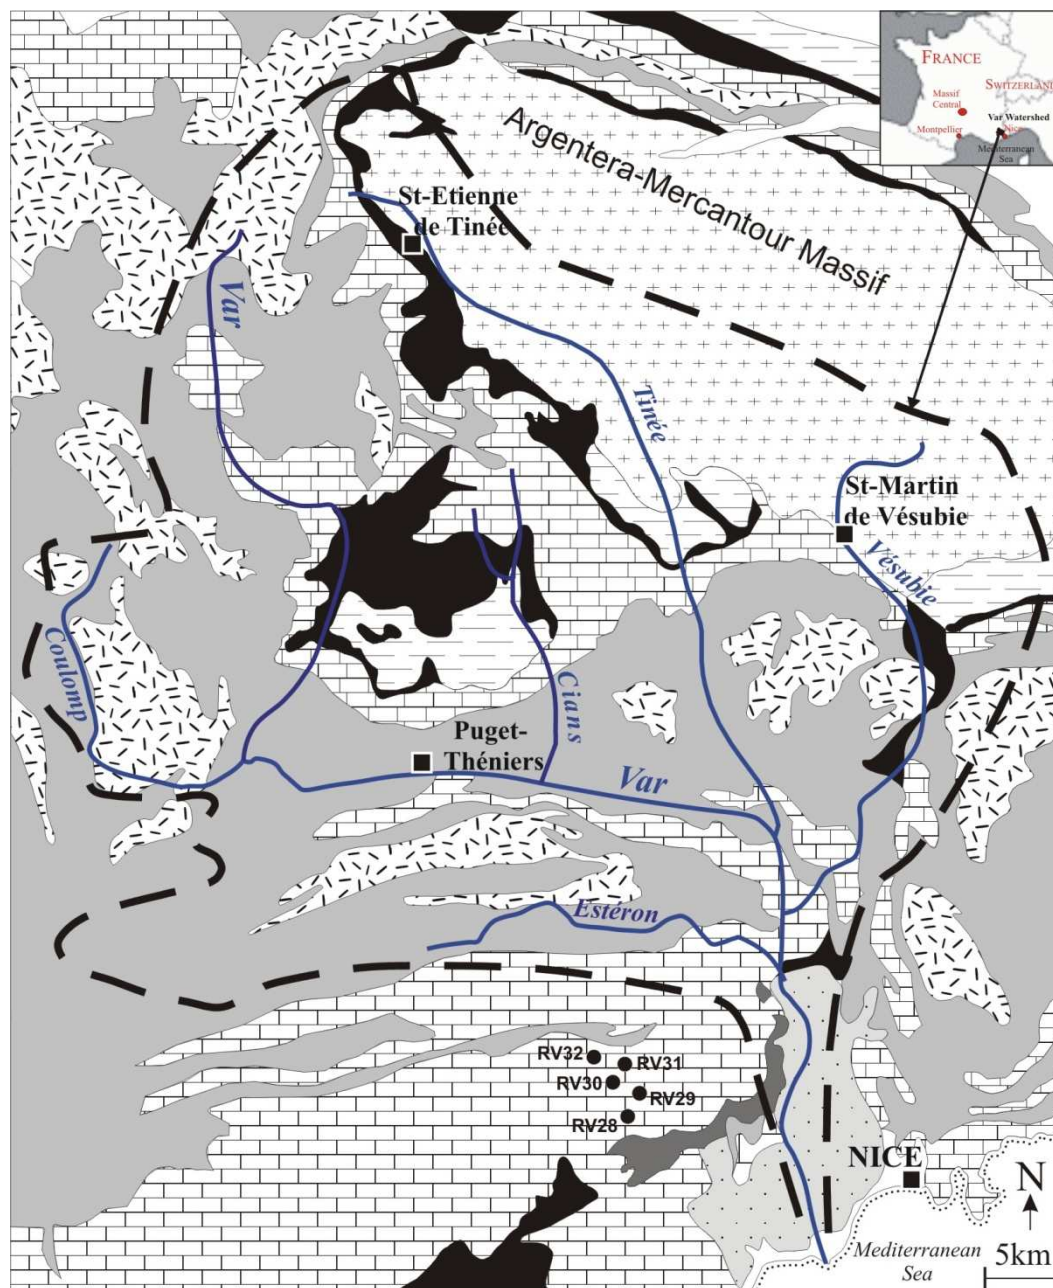 FRANCE
SWITZERLAND
Massif
Central
Var Watershed
Montpellier
Nice
Mediterranean
Sea
Argentera-Mercantour Massif
St-Etienne
de Tinée
Var
Tinée
St-Martin
de Vésubie
Vésubie
Coulomp
Cians
Puget-
Théniers
Var
Estéron
RV32
RV31
RV30
RV29
RV28
NICE
N
Mediterranean
Sea
5km